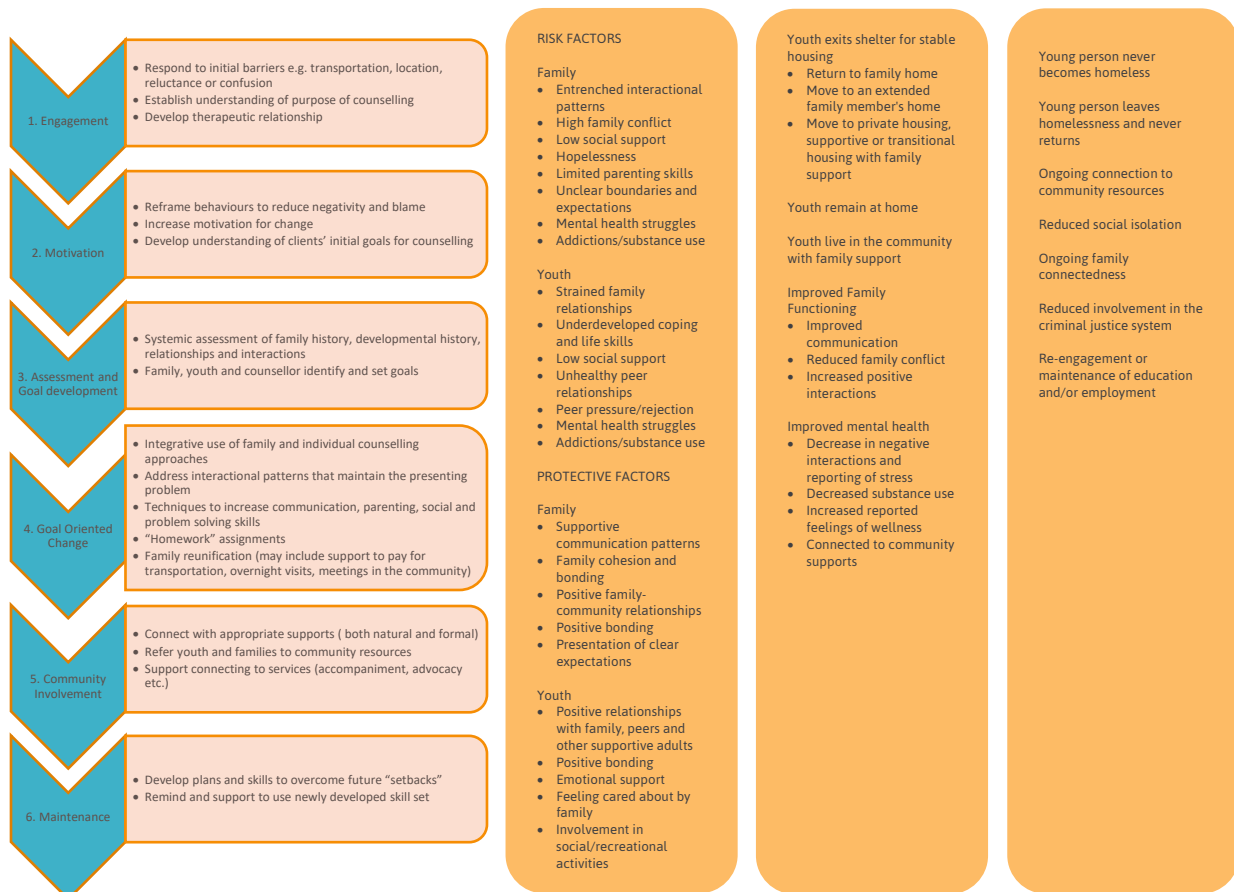 1. Engagement
• Respond to initial barriers e.g. transportation, location,
reluctance or confusion
• Establish understanding of purpose of counselling
• Develop therapeutic relationship
2. Motivation
• Reframe behaviours to reduce negativity and blame
• Increase motivation for change
• Develop understanding of clients' initial goals for counselling
3. Assessment and
Goal development
• Systemic assessment of family history, developmental history,
relationships and interactions
• Family, youth and counsellor identify and set goals
4. Goal Oriented
Change
• Integrative use of family and individual counselling
approaches
• Address interactional patterns that maintain the presenting
problem
• Techniques to increase communication, parenting, social and
problem solving skills
• “Homework” assignments
• Family reunification (may include support to pay for
transportation, overnight visits, meetings in the community)
5. Community
Involvement
• Connect with appropriate supports ( both natural and formal)
• Refer youth and families to community resources
• Support connecting to services (accompaniment, advocacy
etc.)
6. Maintenance
• Develop plans and skills to overcome future “setbacks”
• Remind and support to use newly developed skill set
RISK FACTORS
Family
• Entrenched interactional
patterns
• High family conflict
• Low social support
• Hopelessness
• Limited parenting skills
• Unclear boundaries and
expectations
• Mental health struggles
• Addictions/substance use
Youth
• Strained family
relationships
• Underdeveloped coping
and life skills
• Low social support
• Unhealthy peer
relationships
• Peer pressure/rejection
• Mental health struggles
• Addictions/substance use
PROTECTIVE FACTORS
Family
• Supportive
communication patterns
• Family cohesion and
bonding
• Positive family-
community relationships
• Positive bonding
• Presentation of clear
expectations
Youth
• Positive relationships
with family, peers and
other supportive adults
• Positive bonding
• Emotional support
• Feeling cared about by
family
• Involvement in
social/recreational
activities
Youth exits shelter for stable
housing
• Return to family home
• Move to an extended
family member's home
• Move to private housing,
supportive or transitional
housing with family
support
Youth remain at home
Youth live in the community
with family support
Improved Family
Functioning
• Improved
communication
• Reduced family conflict
• Increased positive
interactions
Improved mental health
• Decrease in negative
interactions and
reporting of stress
• Decreased substance use
• Increased reported
feelings of wellness
• Connected to community
supports
Young person never
becomes homeless
Young person leaves
homelessness and never
returns
Ongoing connection to
community resources
Reduced social isolation
Ongoing family
connectedness
Reduced involvement in the
criminal justice system
Re-engagement or
maintenance of education
and/or employment